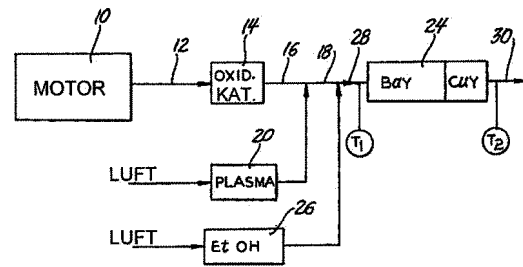 10
14
24
30
12
16
18
28
MOTOR
OXID.
KAT.
BaY
CuY
T1
T2
20
LUFT
PLASMA
26
LUFT
Et OH